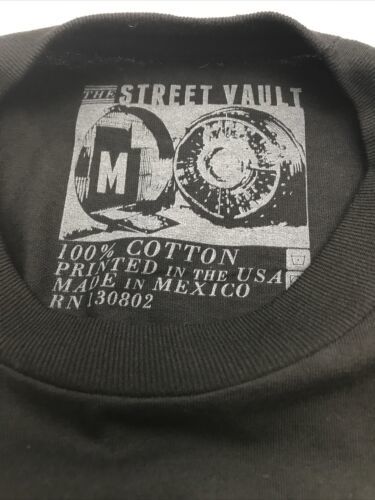 THE STREET VAULT
M
100% COTTON
PRINTED IN THE USA
MADE IN MEXICO
RN 130802